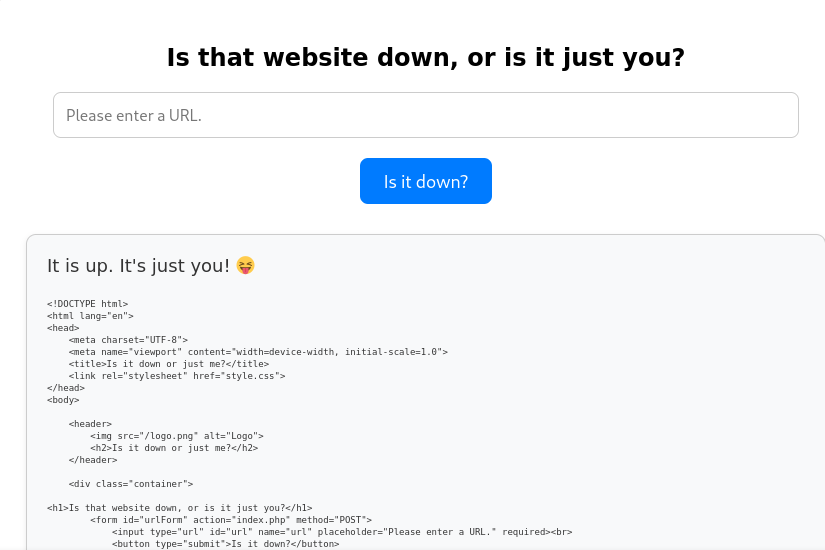 Is that website down, or is it just you?
Please enter a URL.
Is it down?
It is up. It's just you! 😝
<!DOCTYPE html>
<html lang="en">
<head>
    <meta charset="UTF-8">
    <meta name="viewport" content="width=device-width, initial-scale=1.0">
    <title>Is it down or just me?</title>
    <link rel="stylesheet" href="style.css">
</head>
<body>
    <header>
        <img src="/logo.png" alt="Logo">
        <h2>Is it down or just me?</h2>
    </header>
    <div class="container">
<h1>Is that website down, or is it just you?</h1>
        <form id="urlForm" action="index.php" method="POST">
            <input type="url" id="url" name="url" placeholder="Please enter a URL." required><br>
            <button type="submit">Is it down?</button>